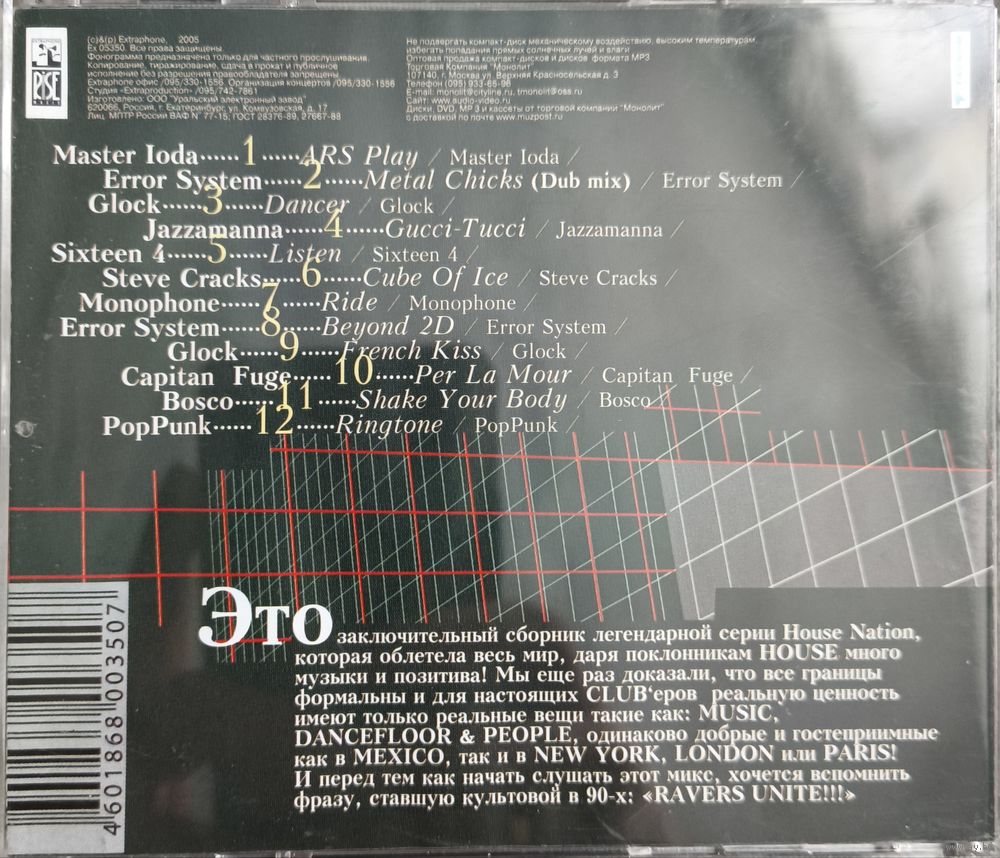 EXTRAPHONE
RISE
MUSIC
(c)&(p) Extraphone, 2005
Ex 05350. Все права защищены.
Фонограмма предназначена только для частного прослушивания.
Копирование, тиражирование, сдача в прокат и публичное
исполнение без разрешения правообладателя запрещены.
Extraphone офис /095/330-1556. Организация концертов /095/330-1556
Студия «Extraproduction» /095/742-7861
Изготовлено: ООО "Уральский электронный завод"
620066, Россия, г. Екатеринбург, ул. Комвузовская, д. 17
Лиц. МПТР России ВАФ N° 77-15; ГОСТ 28376-89, 27667-88
Не подвергать компакт-диск механическому воздействию, высоким температурам,
избегать попадания прямых солнечных лучей и влаги
Оптовая продажа компакт-дисков и дисков формата MP3
Торговая Компания "Монолит"
107140, г. Москва ул. Верхняя Красносельская д. 3
Телефон (095) 933-65-96
E-mail: monolit@cityline.ru, tmonolit@oss.ru
Сайт: www.audio-video.ru
Диски, DVD, MP 3 и кассеты от торговой компании "Монолит"
с доставкой по почте www.muzpost.ru
Master Ioda......1......ARS Play / Master Ioda /
Error System......2......Metal Chicks (Dub mix) / Error System /
Glock......3......Dancer / Glock /
Jazzamanna......4......Gucci-Tucci / Jazzamanna /
Sixteen 4......5......Listen / Sixteen 4 /
Steve Cracks......6......Cube Of Ice / Steve Cracks /
Monophone......7......Ride / Monophone /
Error System......8......Beyond 2D / Error System /
Glock......9......French Kiss / Glock /
Capitan Fuge......10......Per La Mour / Capitan Fuge /
Bosco......11......Shake Your Body / Bosco /
PopPunk......12......Ringtone / PopPunk /
Это заключительный сборник легендарной серии House Nation,
которая облетела весь мир, даря поклонникам HOUSE много
музыки и позитива! Мы еще раз доказали, что все границы
формальны и для настоящих CLUB'еров реальную ценность
имеют только реальные вещи такие как: MUSIC,
DANCEFLOOR & PEOPLE, одинаково добрые и гостеприимные
как в MEXICO, так и в NEW YORK, LONDON или PARIS!
И перед тем как начать слушать этот микс, хочется вспомнить
фразу, ставшую культовой в 90-х: «RAVERS UNITE!!!»
4601868003507